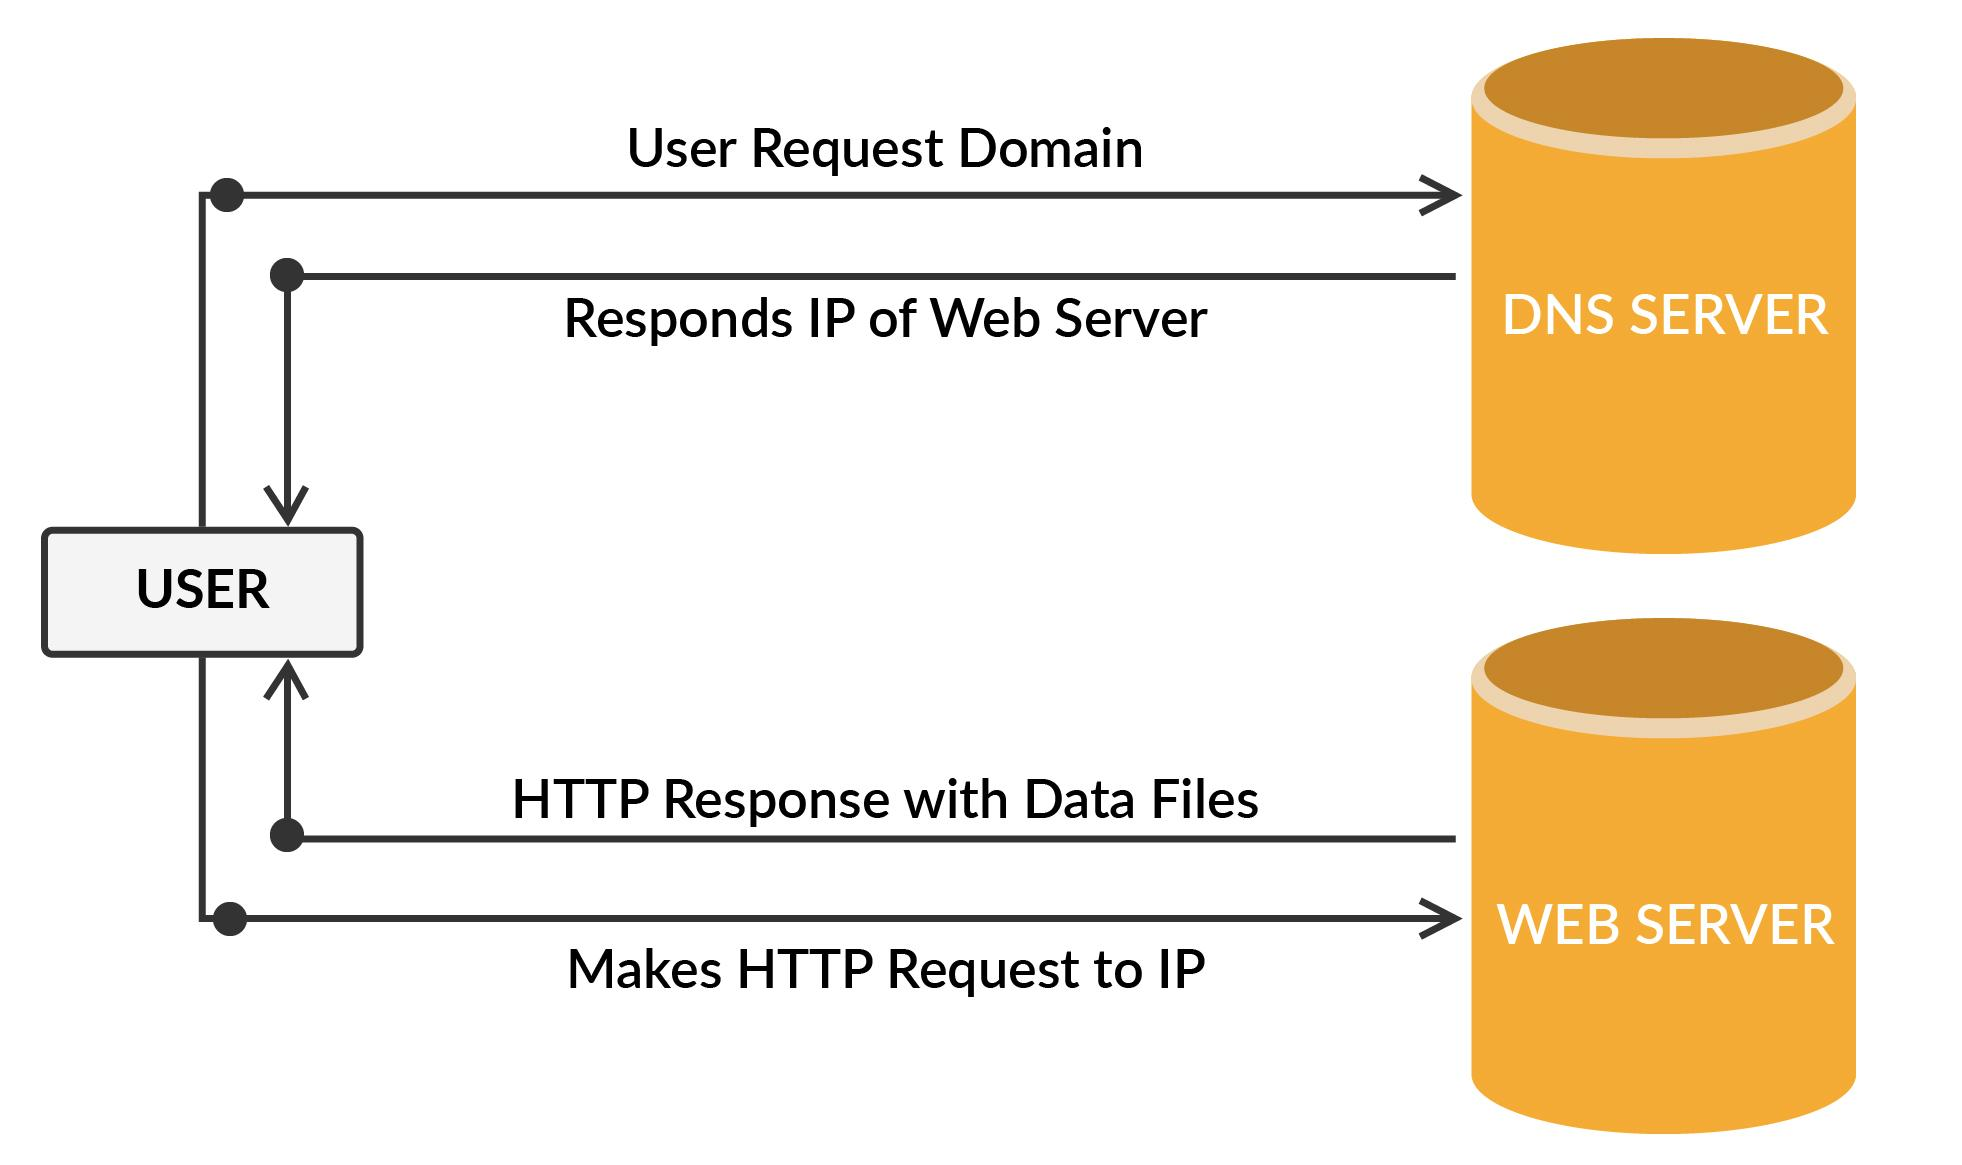 User Request Domain
Responds IP of Web Server
DNS SERVER
USER
HTTP Response with Data Files
WEB SERVER
Makes HTTP Request to IP